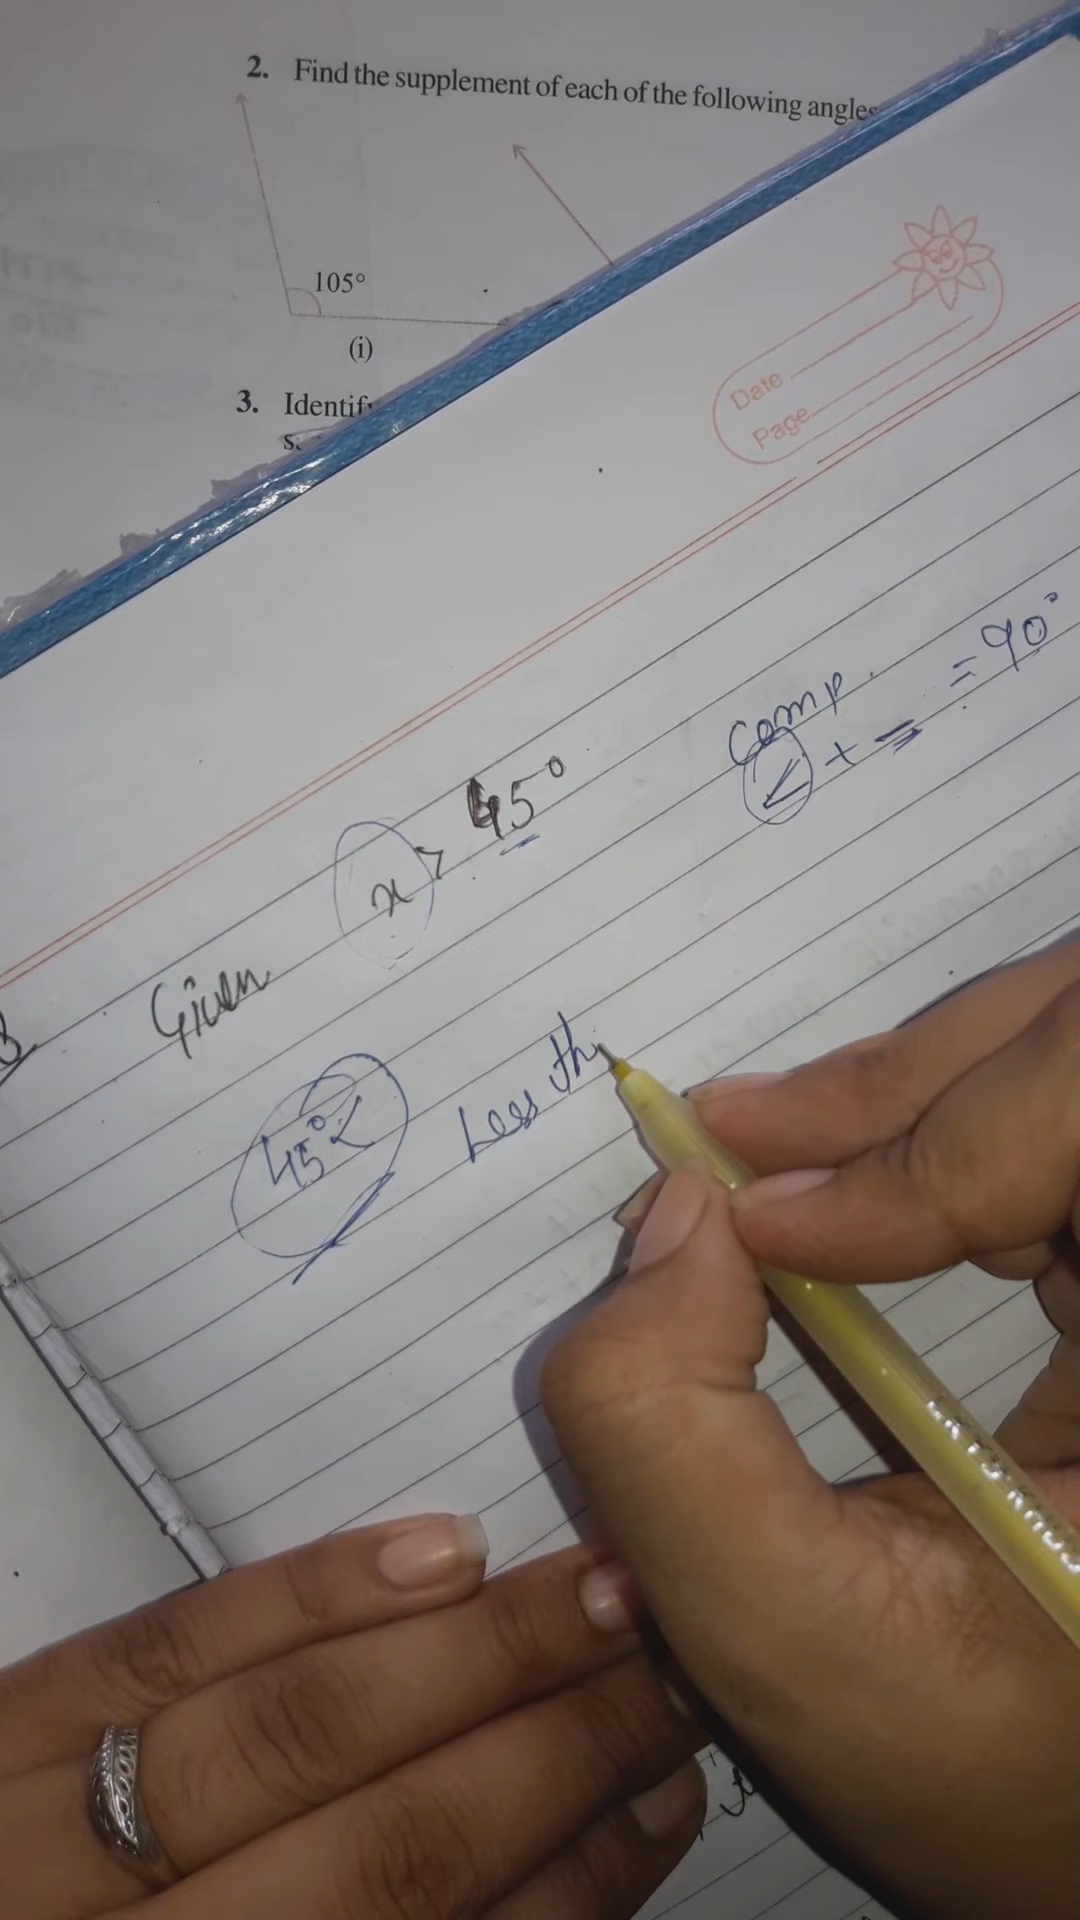 2. Find the supplement of each of the following angles
105°
(i)
3. Identify
Date
Page
Comp.
∠ + = = 90°
Given x > 45°
45° <
Less th